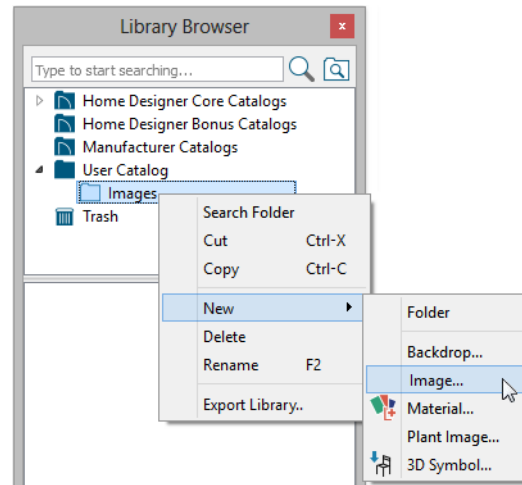 Library Browser
x
Type to start searching...
Home Designer Core Catalogs
Home Designer Bonus Catalogs
Manufacturer Catalogs
User Catalog
Images
Trash
Search Folder
Cut Ctrl-X
Copy Ctrl-C
New
Delete
Rename F2
Export Library..
Folder
Backdrop...
Image...
Material...
Plant Image...
3D Symbol...